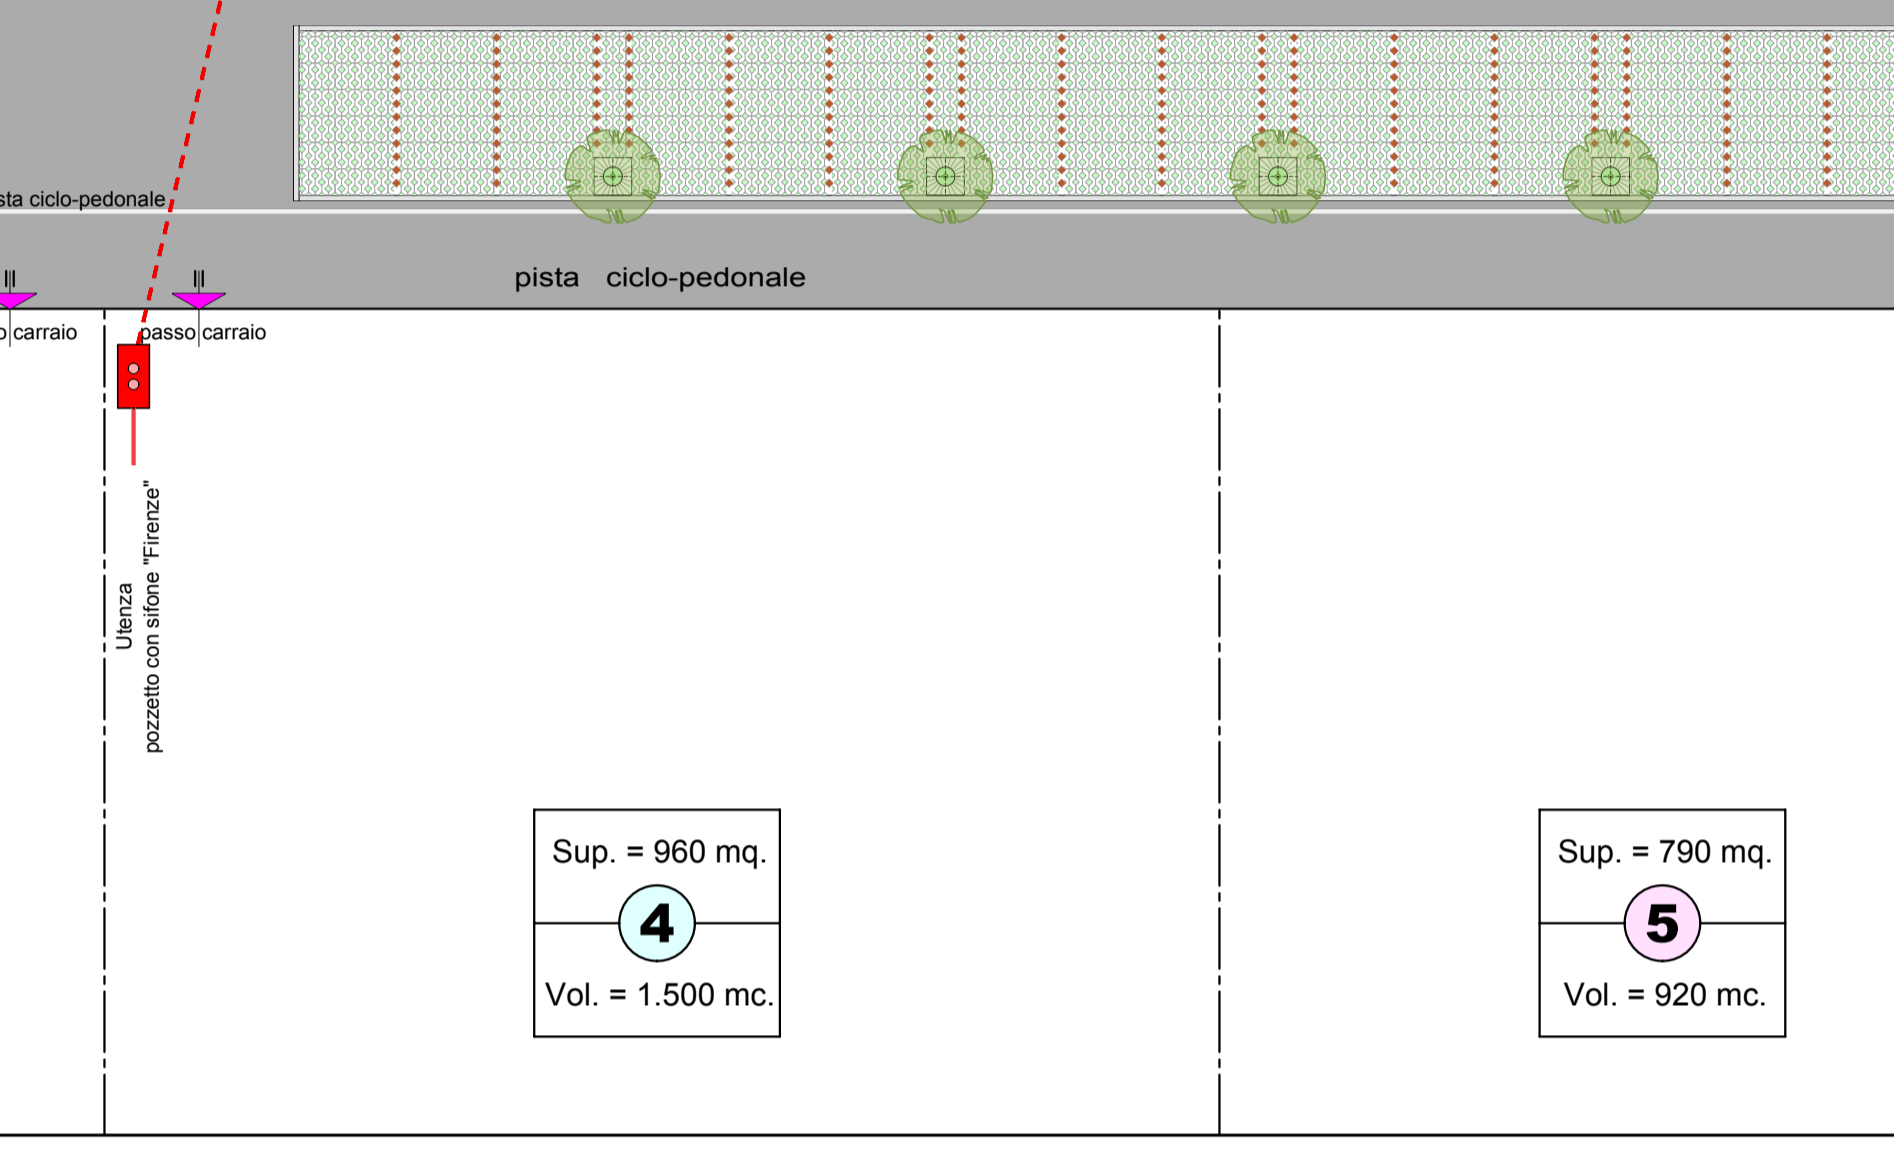 ciclo-pedonale
pista ciclo-pedonale
carraio
passo carraio
Utenza
pozzetto con sifone "Firenze"
Sup. = 960 mq.
4
Vol. = 1.500 mc.
Sup. = 790 mq.
5
Vol. = 920 mc.